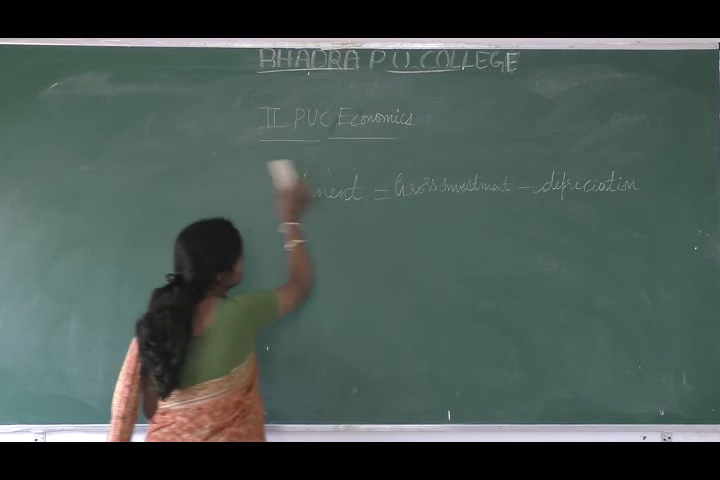 BHADRA P U COLLEGE
II PUC Economics
ment = Gross investment - depreciation